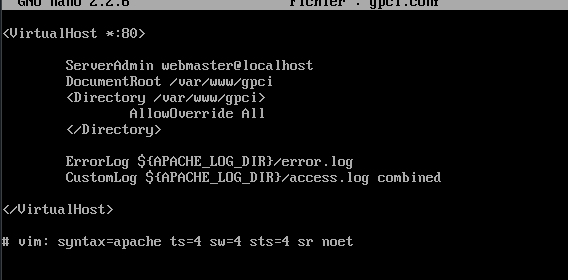 GNU nano 2.2.6 Fichier : gpci.conf
<VirtualHost *:80>
ServerAdmin webmaster@localhost
DocumentRoot /var/www/gpci
<Directory /var/www/gpci>
AllowOverride All
</Directory>
ErrorLog ${APACHE_LOG_DIR}/error.log
CustomLog ${APACHE_LOG_DIR}/access.log combined
</VirtualHost>
# vim: syntax=apache ts=4 sw=4 sts=4 sr noet